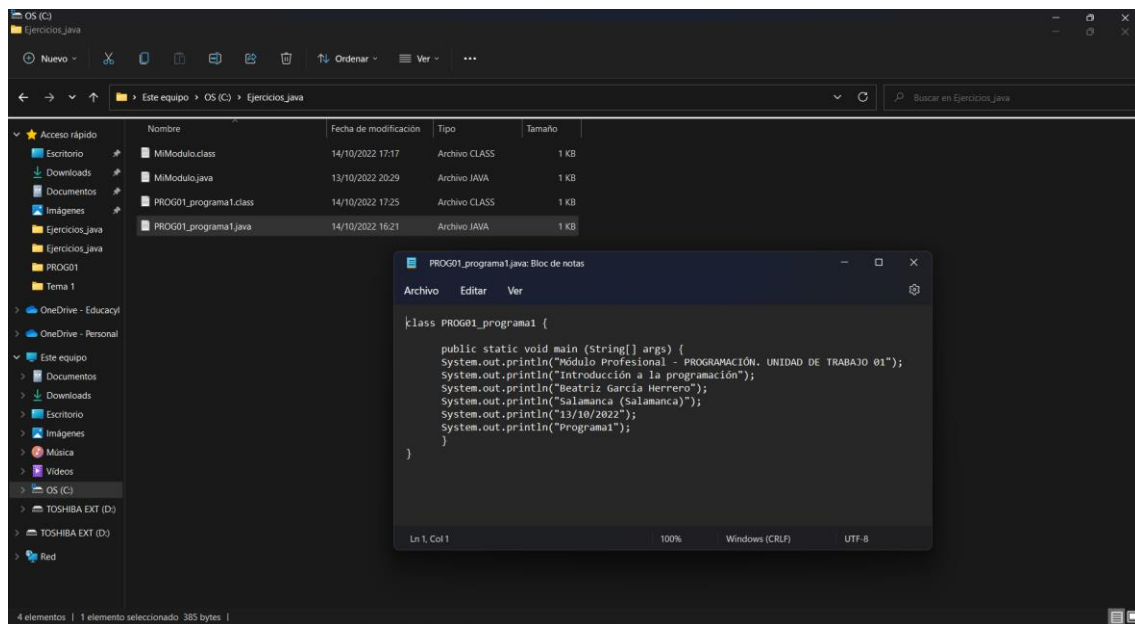 OS (C:)
Ejercicios_java
Nuevo
Ordenar
Ver
Este equipo > OS (C:) > Ejercicios_java
Buscar en Ejercicios_java
Nombre Fecha de modificación Tipo Tamaño
MiModulo.class 14/10/2022 17:17 Archivo CLASS 1 KB
MiModulo.java 13/10/2022 20:29 Archivo JAVA 1 KB
PROG01_programa1.class 14/10/2022 17:25 Archivo CLASS 1 KB
PROG01_programa1.java 14/10/2022 16:21 Archivo JAVA 1 KB
Acceso rápido
Escritorio
Downloads
Documentos
Imágenes
Ejercicios_java
Ejercicios_java
PROG01
Tema 1
OneDrive - Educacyl
OneDrive - Personal
Este equipo
Documentos
Downloads
Escritorio
Imágenes
Música
Vídeos
OS (C:)
TOSHIBA EXT (D:)
TOSHIBA EXT (D:)
Red
PROG01_programa1.java: Bloc de notas
Archivo Editar Ver
class PROG01_programa1 {
public static void main (String[] args) {
System.out.println("Módulo Profesional - PROGRAMACIÓN. UNIDAD DE TRABAJO 01");
System.out.println("Introducción a la programación");
System.out.println("Beatriz García Herrero");
System.out.println("Salamanca (Salamanca)");
System.out.println("13/10/2022");
System.out.println("Programa1");
}
}
Ln 1, Col 1 100% Windows (CRLF) UTF-8
4 elementos | 1 elemento seleccionado 385 bytes |